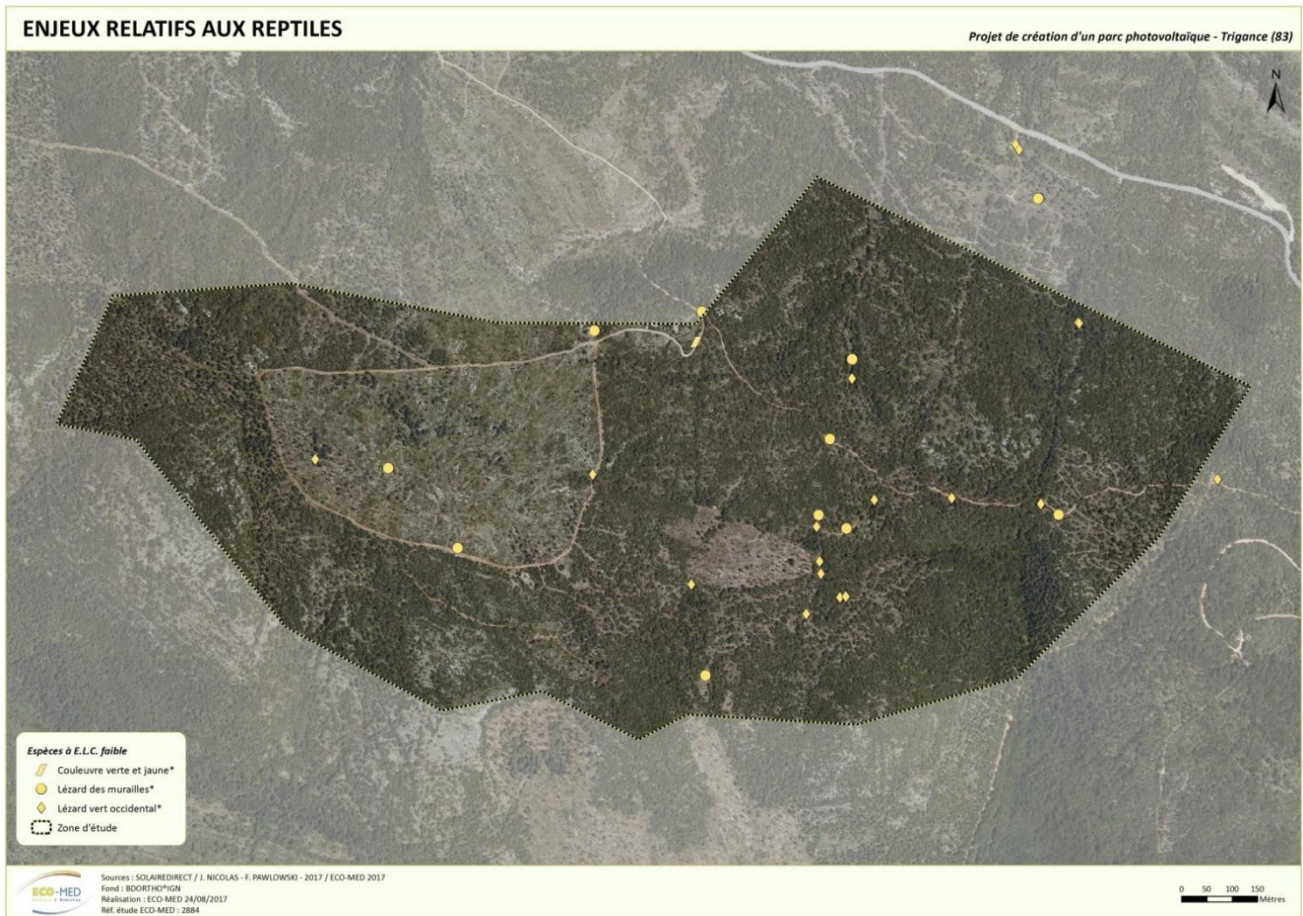 ENJEUX RELATIFS AUX REPTILES
Projet de création d'un parc photovoltaïque - Trigance (83)
N
Espèces à E.L.C. faible
Couleuvre verte et jaune*
Lézard des murailles*
Lézard vert occidental*
Zone d'étude
ECO-MED
Sources : SOLAIREDIRECT / J. NICOLAS - F. PAWLOWSKI - 2017 / ECO-MED 2017
Fond : BDORTHO®IGN
Réalisation : ECO-MED 24/08/2017
Réf. étude ECO-MED : 2884
0 50 100 150
Mètres